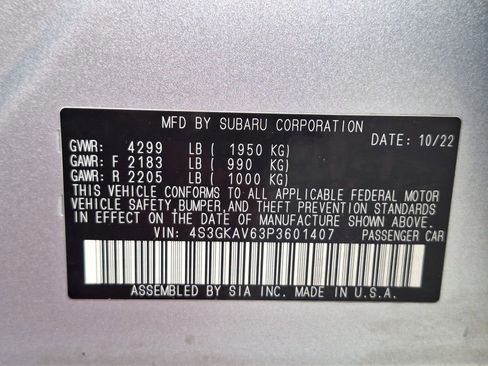 MFD BY SUBARU CORPORATION
DATE: 10/22
GVWR: 4299 LB ( 1950 KG)
GAWR: F 2183 LB ( 990 KG)
GAWR: R 2205 LB ( 1000 KG)
THIS VEHICLE CONFORMS TO ALL APPLICABLE FEDERAL MOTOR
VEHICLE SAFETY, BUMPER, AND THEFT PREVENTION STANDARDS
IN EFFECT ON THE DATE OF MANUFACTURE SHOWN ABOVE.
VIN: 4S3GKAV63P3601407 PASSENGER CAR
ASSEMBLED BY SIA INC. MADE IN U.S.A.